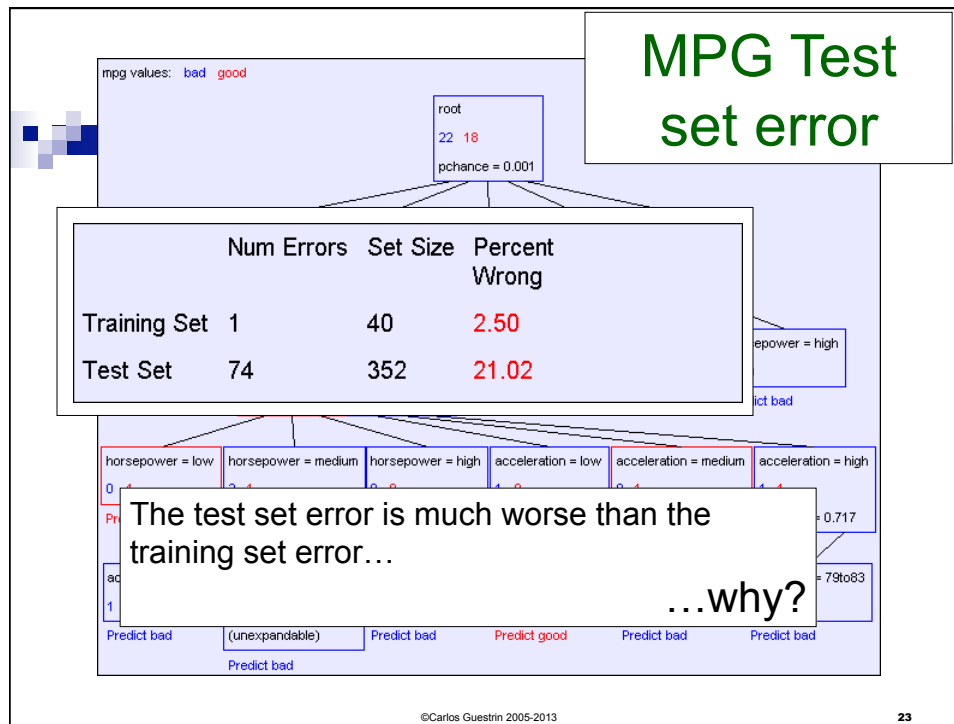 MPG Test
set error
mpg values: bad good
root
22 18
pchance = 0.001
Num Errors Set Size Percent
Wrong
Training Set 1 40 2.50
Test Set 74 352 21.02
epower = high
ict bad
horsepower = low horsepower = medium horsepower = high acceleration = low acceleration = medium acceleration = high
The test set error is much worse than the
training set error…
…why?
= 0.717
= 79to83
Predict bad (unexpandable) Predict bad Predict good Predict bad Predict bad
Predict bad
©Carlos Guestrin 2005-2013
23